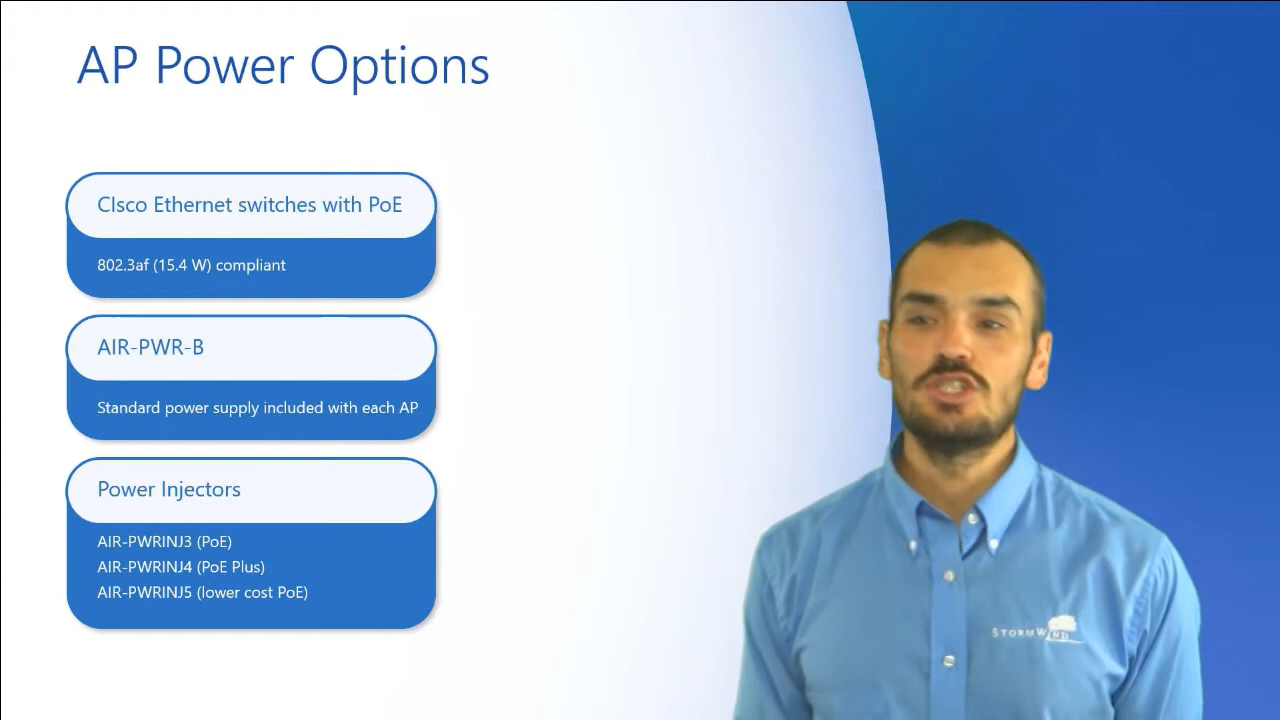 AP Power Options
CIsco Ethernet switches with PoE
802.3af (15.4 W) compliant
AIR-PWR-B
Standard power supply included with each AP
Power Injectors
AIR-PWRINJ3 (PoE)
AIR-PWRINJ4 (PoE Plus)
AIR-PWRINJ5 (lower cost PoE)
STORMWIND